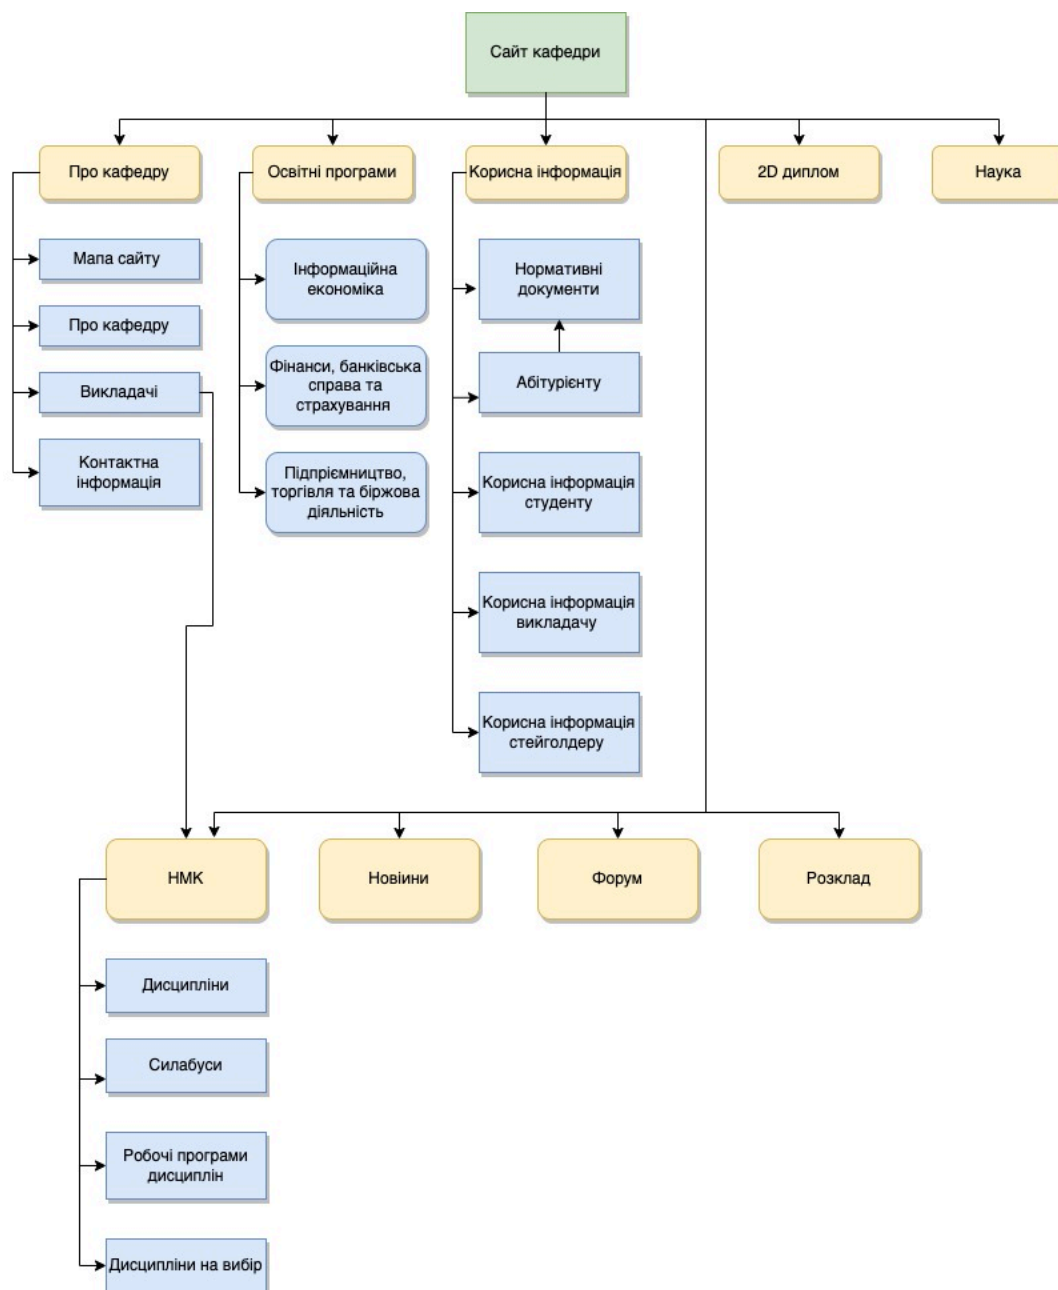 Сайт кафедри
Про кафедру
Освітні програми
Корисна інформація
2D диплом
Наука
Мапа сайту
Про кафедру
Викладачі
Контактна
інформація
Інформаційна
економіка
Фінанси, банківська
справа та
страхування
Підпріємництво,
торгівля та біржова
діяльність
Нормативні
документи
Абітурієнту
Корисна інформація
студенту
Корисна інформація
викладачу
Корисна інформація
стейголдеру
НМК
Новіини
Форум
Розклад
Дисципліни
Силабуси
Робочі програми
дисциплін
Дисципліни на вибір